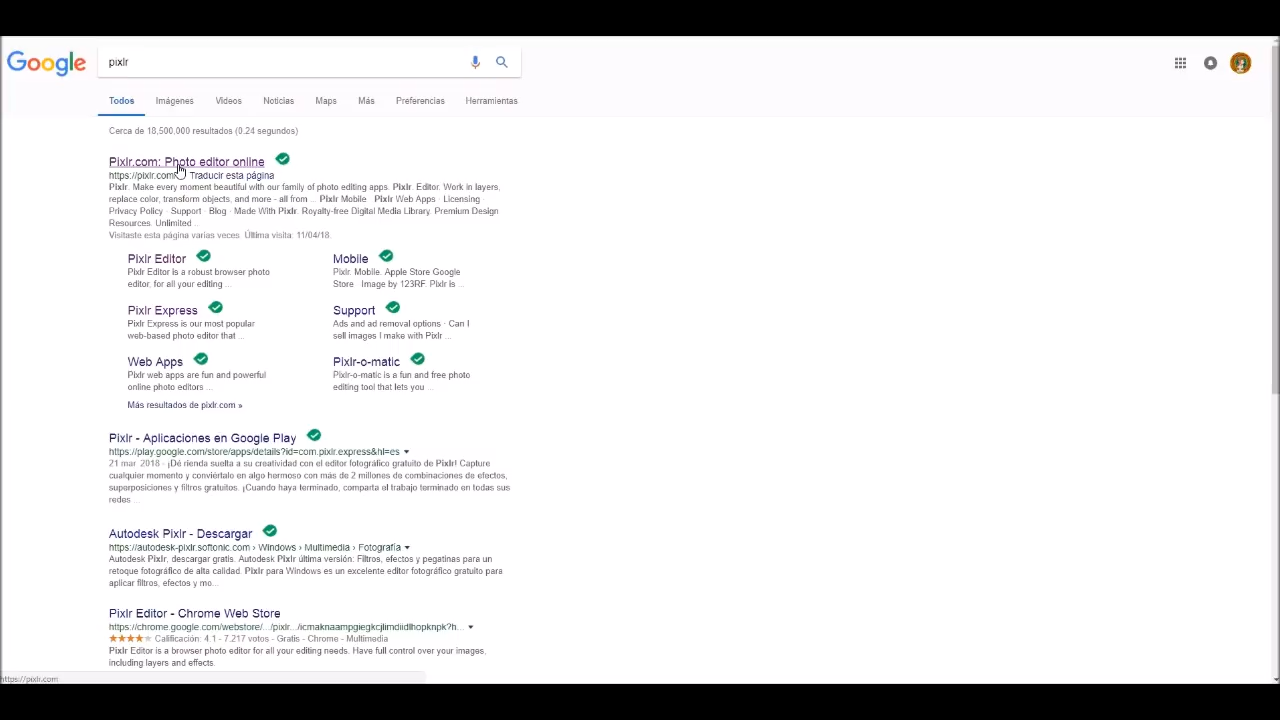 Google
pixlr
Todos Imágenes Videos Noticias Maps Más Preferencias Herramientas
Cerca de 18,500,000 resultados (0.24 segundos)
Pixlr.com: Photo editor online
https://pixlr.com Traducir esta página
Pixlr. Make every moment beautiful with our family of photo editing apps. Pixlr. Editor. Work in layers,
replace color, transform objects, and more - all from ... Pixlr Mobile · Pixlr Web Apps · Licensing ·
Privacy Policy · Support · Blog · Made With Pixlr. Royalty-free Digital Media Library. Premium Design
Resources. Unlimited ...
Visitaste esta página varias veces. Última visita: 11/04/18.
Pixlr Editor
Pixlr Editor is a robust browser photo
editor, for all your editing ...
Mobile
Pixlr. Mobile. Apple Store Google
Store · Image by 123RF. Pixlr is ...
Pixlr Express
Pixlr Express is our most popular
web-based photo editor that ...
Support
Ads and ad removal options · Can I
sell images I make with Pixlr ...
Web Apps
Pixlr web apps are fun and powerful
online photo editors ...
Pixlr-o-matic
Pixlr-o-matic is a fun and free photo
editing tool that lets you ...
Más resultados de pixlr.com »
Pixlr - Aplicaciones en Google Play
https://play.google.com/store/apps/details?id=com.pixlr.express&hl=es
21 mar. 2018 - ¡Dé rienda suelta a su creatividad con el editor fotográfico gratuito de Pixlr! Capture
cualquier momento y conviértalo en algo hermoso con más de 2 millones de combinaciones de efectos,
superposiciones y filtros gratuitos. ¡Cuando haya terminado, comparta el trabajo terminado en todas sus
redes ...
Autodesk Pixlr - Descargar
https://autodesk-pixlr.softonic.com › Windows › Multimedia › Fotografía
Autodesk Pixlr, descargar gratis. Autodesk Pixlr última versión: Filtros, efectos y pegatinas para un
retoque fotográfico de alta calidad. Pixlr para Windows es un excelente editor fotográfico gratuito para
aplicar filtros, efectos y mo...
Pixlr Editor - Chrome Web Store
https://chrome.google.com/webstore/.../pixlr.../icmaknaampgiegkcjlimdiidlhopknpk?h...
Calificación: 4.1 - 7.217 votos - Gratis - Chrome - Multimedia
Pixlr Editor is a browser photo editor for all your editing needs. Have full control over your images,
including layers and effects.
https://pixlr.com